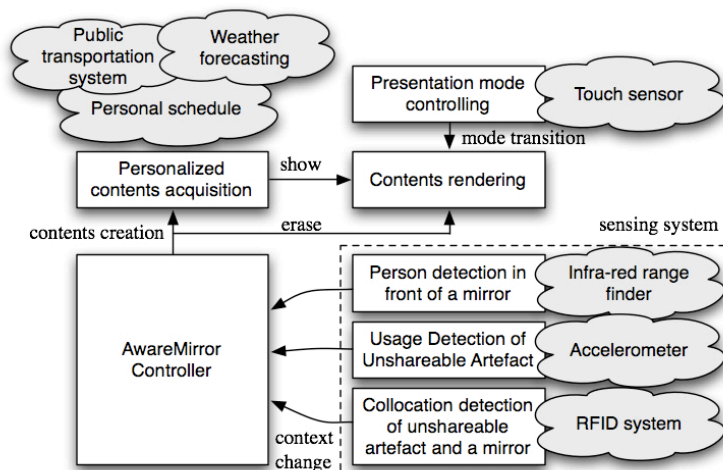 Public
transportation
system
Weather
forecasting
Personal schedule
Presentation mode
controlling
Touch sensor
mode transition
Personalized
contents acquisition
show
Contents rendering
contents creation
erase
sensing system
AwareMirror
Controller
Person detection in
front of a mirror
Infra-red range
finder
Usage Detection of
Unshareable Artefact
Accelerometer
Collocation detection
of unshareable
artefact and a mirror
RFID system
context
change